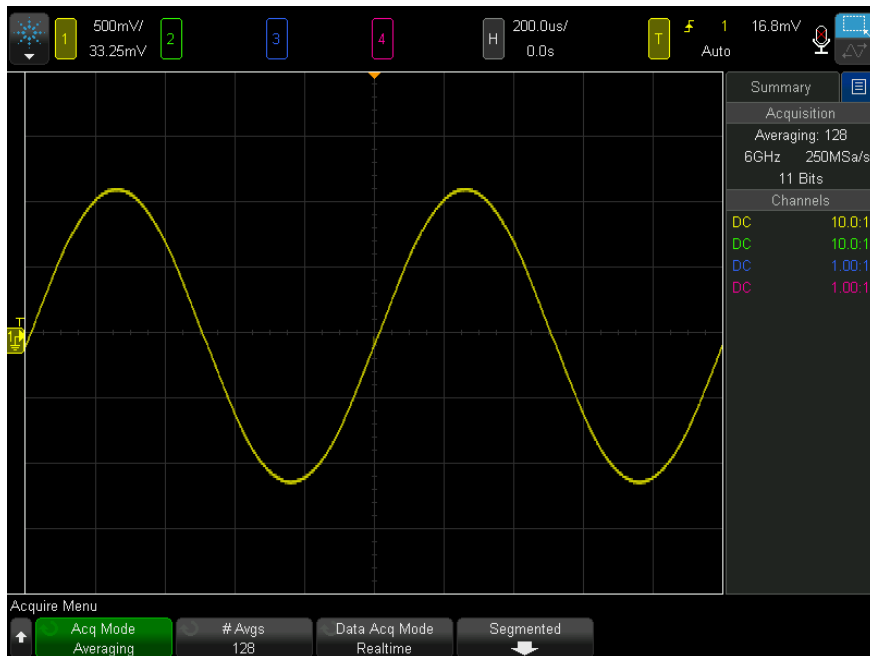 1 500mV/ 33.25mV
2
3
4
H 200.0us/ 0.0s
T 1 16.8mV Auto
Summary
Acquisition
Averaging: 128
6GHz 250MSa/s
11 Bits
Channels
DC 10.0:1
DC 10.0:1
DC 1.00:1
DC 1.00:1
T
1
Acquire Menu
Acq Mode
Averaging
# Avgs
128
Data Acq Mode
Realtime
Segmented